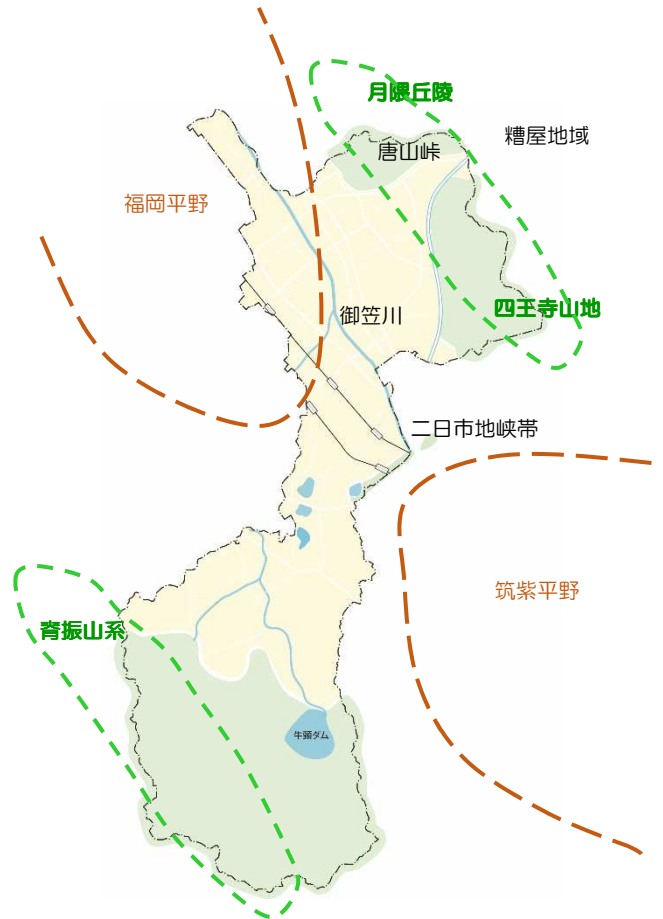 月隈丘陵
糟屋地域
唐山峠
福岡平野
四王寺山地
御笠川
二日市地峡帯
筑紫平野
脊振山系
牛頸ダム